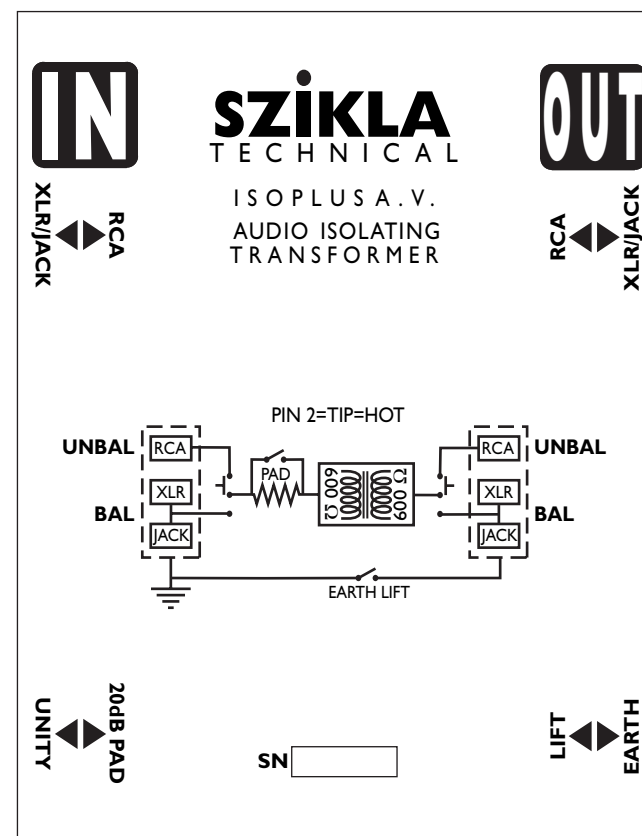 IN
SZIKLA
TECHNICAL
OUT
ISOPLUS A.V.
AUDIO ISOLATING
TRANSFORMER
XLR/JACK
RCA
RCA
XLR/JACK
PIN 2=TIP=HOT
UNBAL
RCA
PAD
600 Ω
600 Ω
RCA
UNBAL
XLR
XLR
BAL
BAL
JACK
JACK
EARTH LIFT
UNITY
20dB PAD
SN
LIFT
EARTH